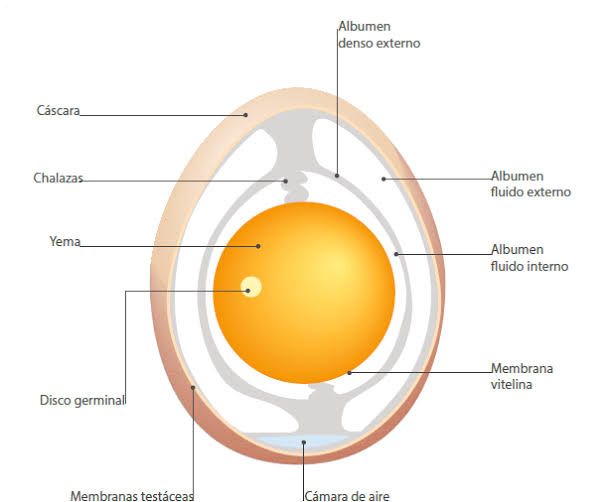 Albumen
denso externo
Cáscara
Chalazas
Albumen
fluido externo
Yema
Albumen
fluido interno
Membrana
vitelina
Disco germinal
Membranas testáceas
Cámara de aire